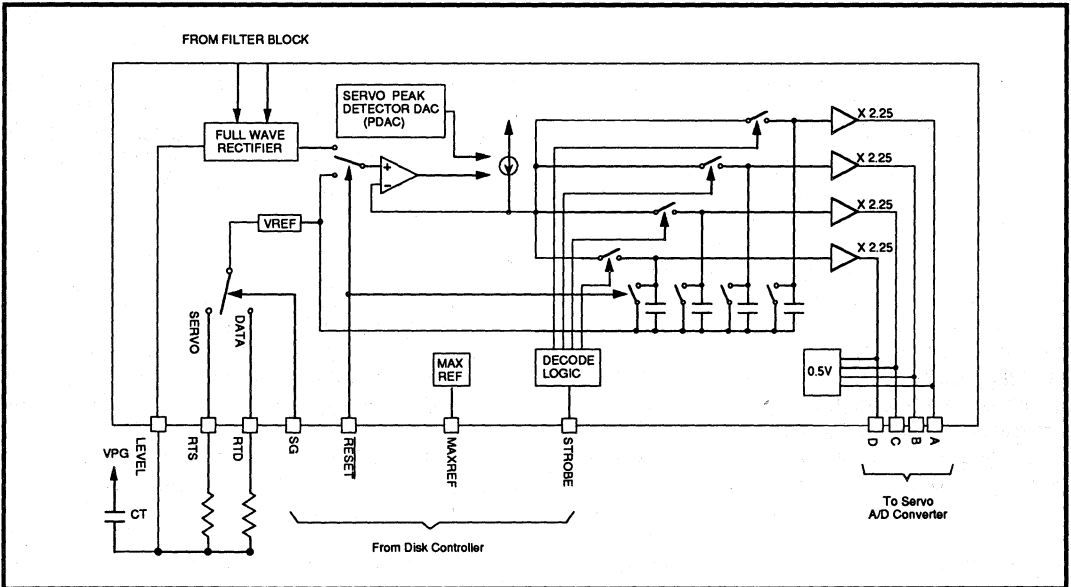 FROM FILTER BLOCK
SERVO PEAK
DETECTOR DAC
(PDAC)
FULL WAVE
RECTIFIER
+
−
X 2.25
X 2.25
X 2.25
X 2.25
VREF
SERVO
DATA
MAX
REF
DECODE
LOGIC
0.5V
LEVEL
RTS
RTD
SG
RESET
MAXREF
STROBE
D
C
B
A
VPG
CT
From Disk Controller
To Servo
A/D Converter